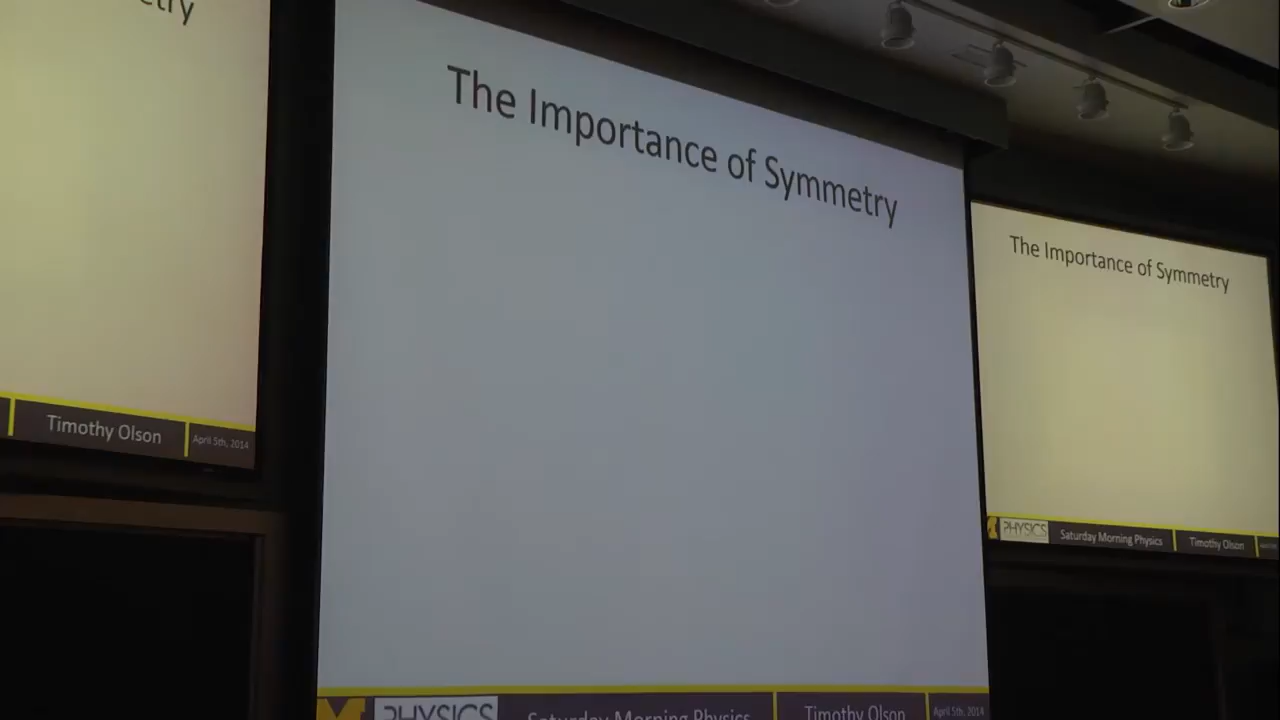 etry
Timothy Olson
April 5th, 2014
The Importance of Symmetry
M
PHYSICS
Saturday Morning Physics
Timothy Olson
April 5th, 2014
The Importance of Symmetry
PHYSICS
Saturday Morning Physics
Timothy Olson